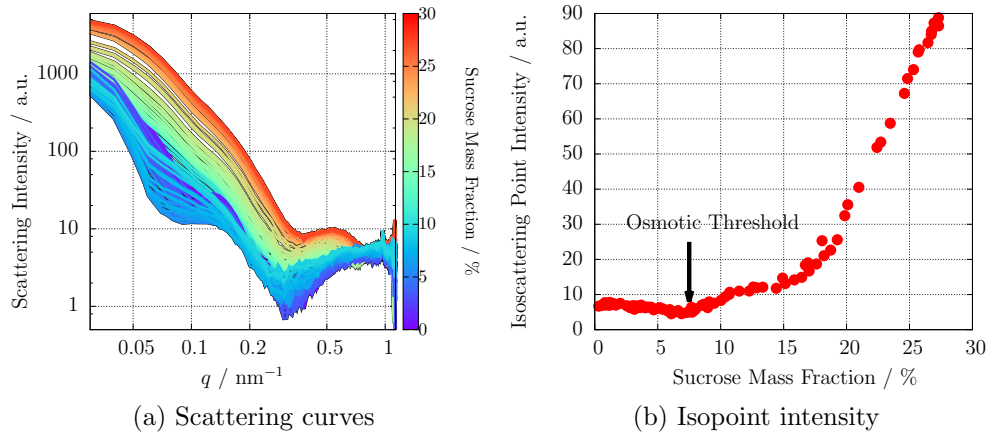 Scattering Intensity / a.u.
1000
100
10
1
0.05 0.1 0.2 0.5 1
q / nm⁻¹
30
25
20
15
10
5
0
Sucrose Mass Fraction / %
(a) Scattering curves
Isoscattering Point Intensity / a.u.
90
80
70
60
50
40
30
20
10
0
Osmotic Threshold
0 5 10 15 20 25 30
Sucrose Mass Fraction / %
(b) Isopoint intensity